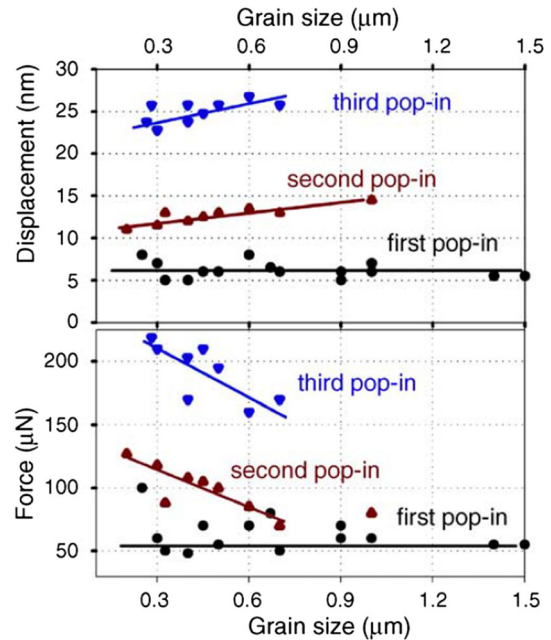 Grain size (μm)
0.3 0.6 0.9 1.2 1.5
Displacement (nm)
30
25
20
15
10
5
0
third pop-in
second pop-in
first pop-in
Force (μN)
200
150
100
50
third pop-in
second pop-in
first pop-in
0.3 0.6 0.9 1.2 1.5
Grain size (μm)